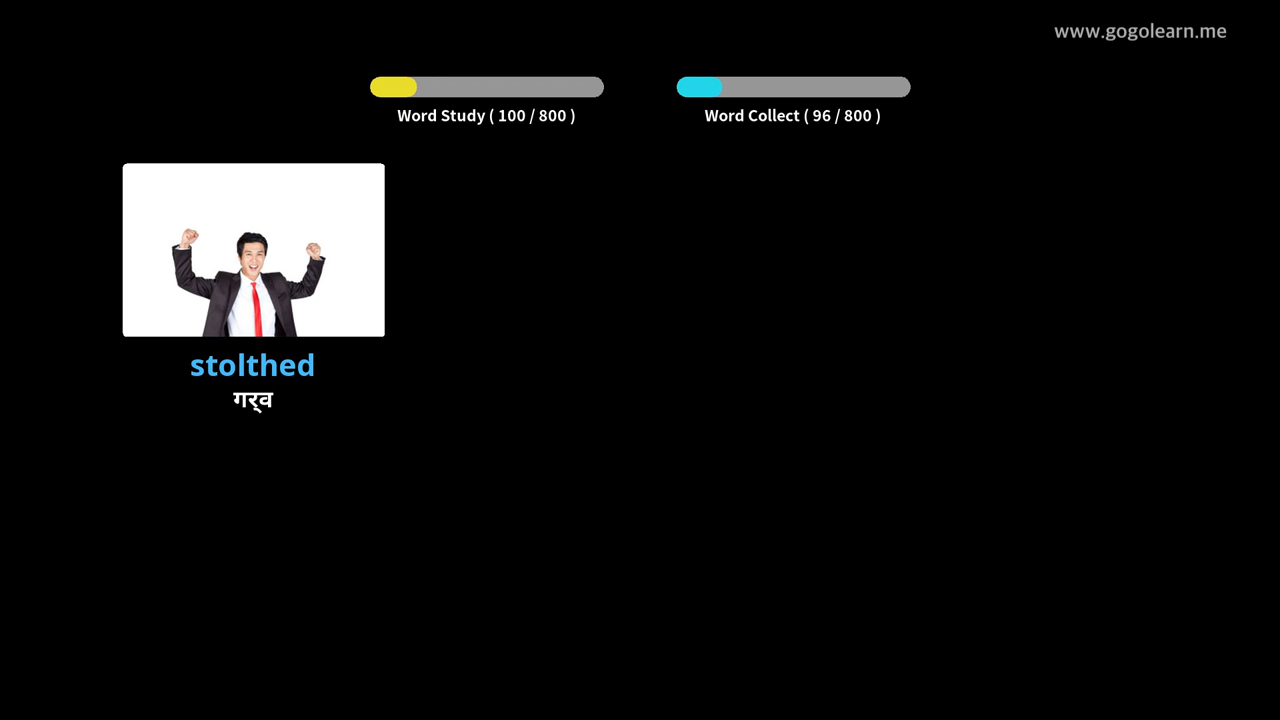 www.gogolearn.me
Word Study ( 100 / 800 )
Word Collect ( 96 / 800 )
stolthed
गर्‍व